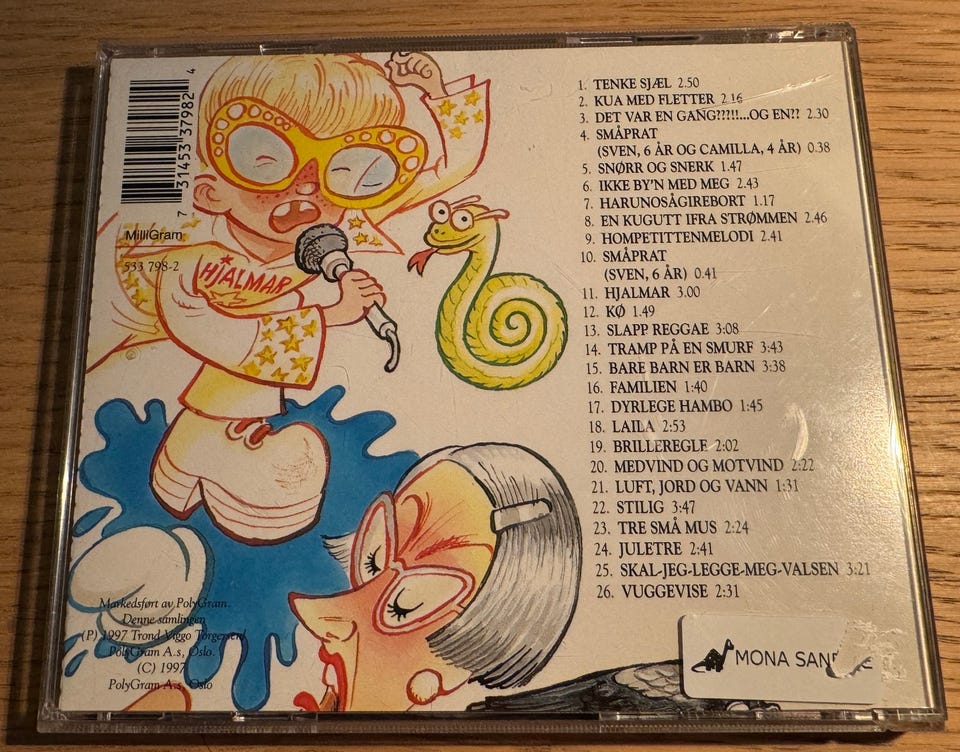 7 31453 37982 4
MilliGram
533 798-2
HJALMAR
1. TENKE SJÆL 2.50
2. KUA MED FLETTER 2.16
3. DET VAR EN GANG???!!...OG EN?? 2.30
4. SMÅPRAT
(SVEN, 6 ÅR OG CAMILLA, 4 ÅR) 0.38
5. SNØRR OG SNERK 1.47
6. IKKE BY'N MED MEG 2.43
7. HARUNOSÅGIREBORT 1.17
8. EN KUGUTT IFRA STRØMMEN 2.46
9. HOMPETITTENMELODI 2.41
10. SMÅPRAT
(SVEN, 6 ÅR) 0.41
11. HJALMAR 3.00
12. KØ 1.49
13. SLAPP REGGAE 3:08
14. TRAMP PÅ EN SMURF 3:43
15. BARE BARN ER BARN 3:38
16. FAMILIEN 1:40
17. DYRLEGE HAMBO 1:45
18. LAILA 2:53
19. BRILLEREGLE 2:02
20. MEDVIND OG MOTVIND 2:22
21. LUFT, JORD OG VANN 1:31
22. STILIG 3:47
23. TRE SMÅ MUS 2:24
24. JULETRE 2:41
25. SKAL-JEG-LEGGE-MEG-VALSEN 3:21
26. VUGGEVISE 2:31
Markedsført av PolyGram.
Denne samlingen
(P) 1997 Trond Viggo Torgersen/
PolyGram A.s, Oslo.
(C) 1997
PolyGram A.s, Oslo
MONA